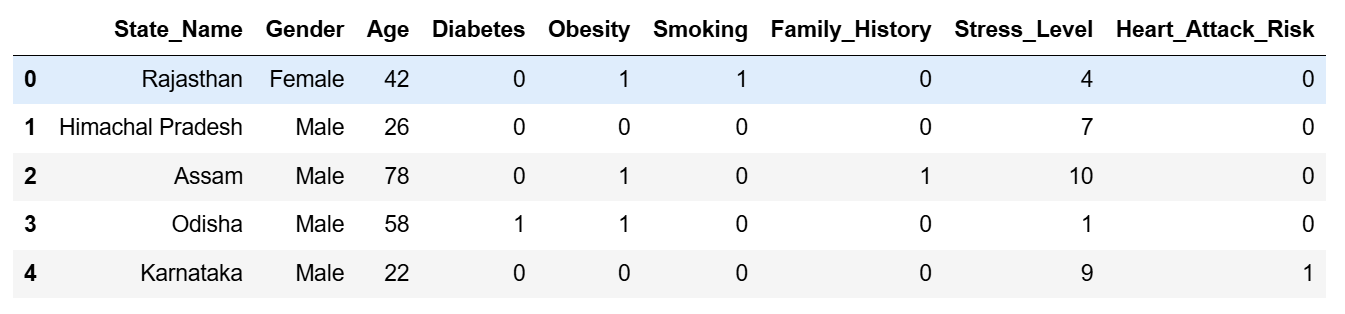 State_Name Gender Age Diabetes Obesity Smoking Family_History Stress_Level Heart_Attack_Risk
0 Rajasthan Female 42 0 1 1 0 4 0
1 Himachal Pradesh Male 26 0 0 0 0 7 0
2 Assam Male 78 0 1 0 1 10 0
3 Odisha Male 58 1 1 0 0 1 0
4 Karnataka Male 22 0 0 0 0 9 1